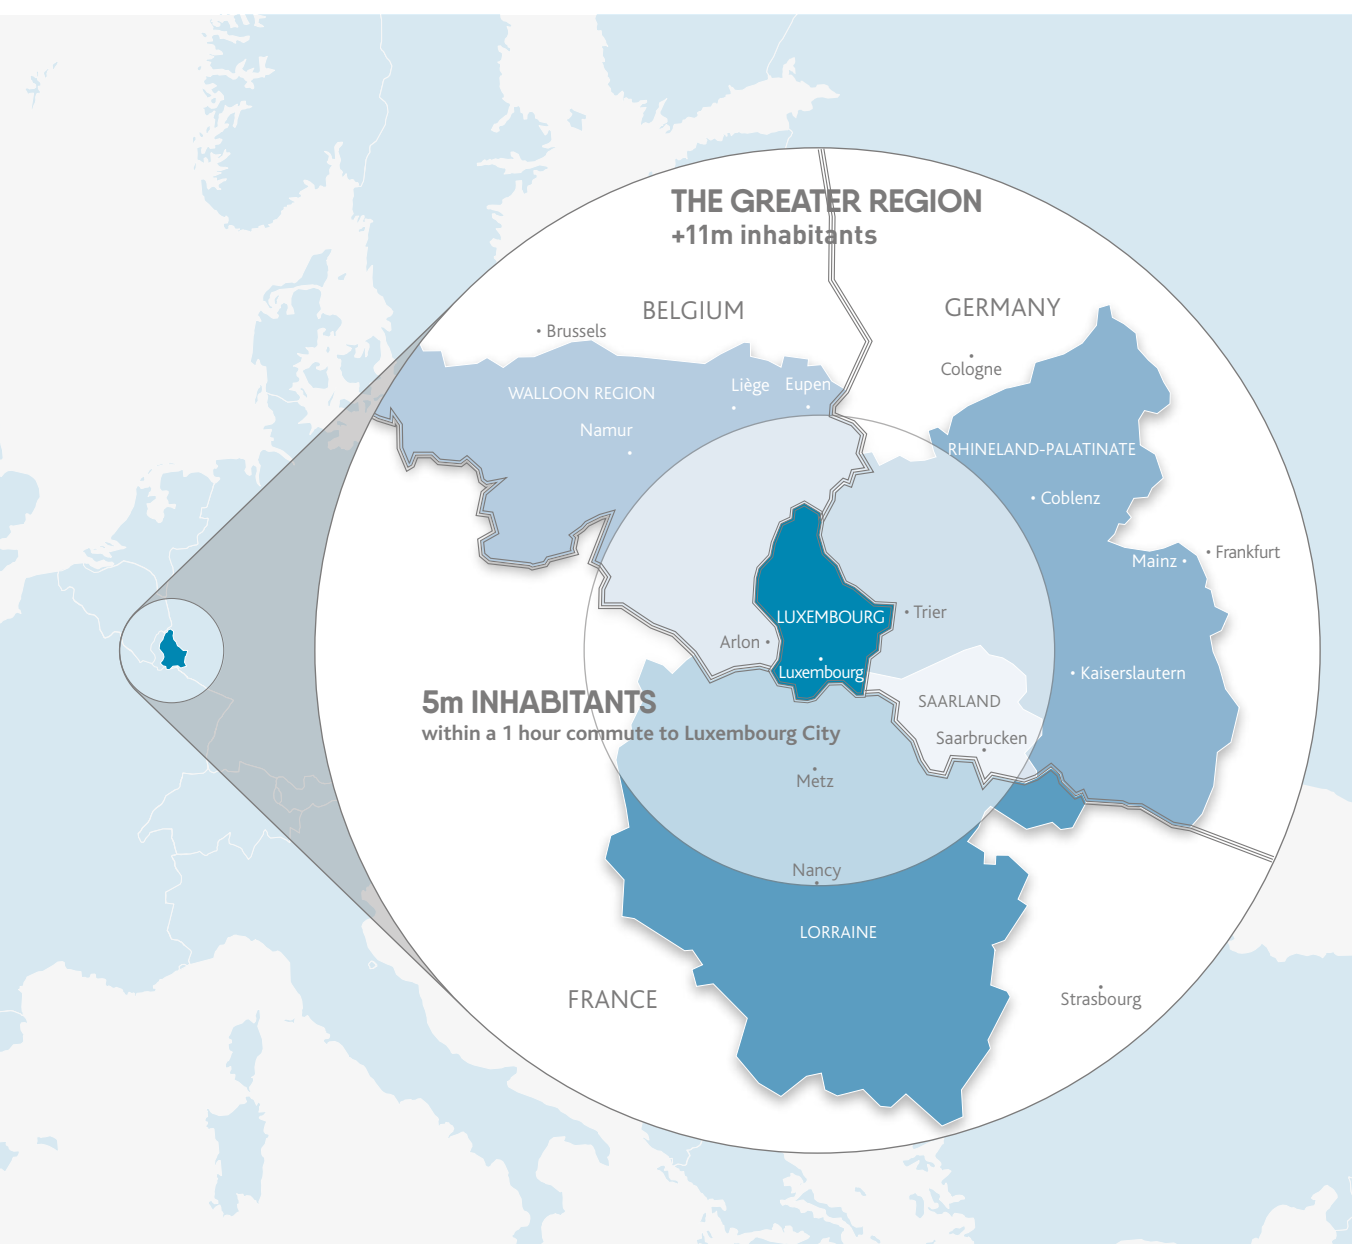 THE GREATER REGION
+11m inhabitants
BELGIUM
GERMANY
• Brussels
Cologne
WALLOON REGION
Liège
Eupen
Namur
RHINELAND-PALATINATE
• Coblenz
Mainz •
• Frankfurt
LUXEMBOURG
• Trier
Arlon •
Luxembourg
• Kaiserslautern
5m INHABITANTS
within a 1 hour commute to Luxembourg City
SAARLAND
Saarbrucken
Metz
Nancy
LORRAINE
FRANCE
Strasbourg